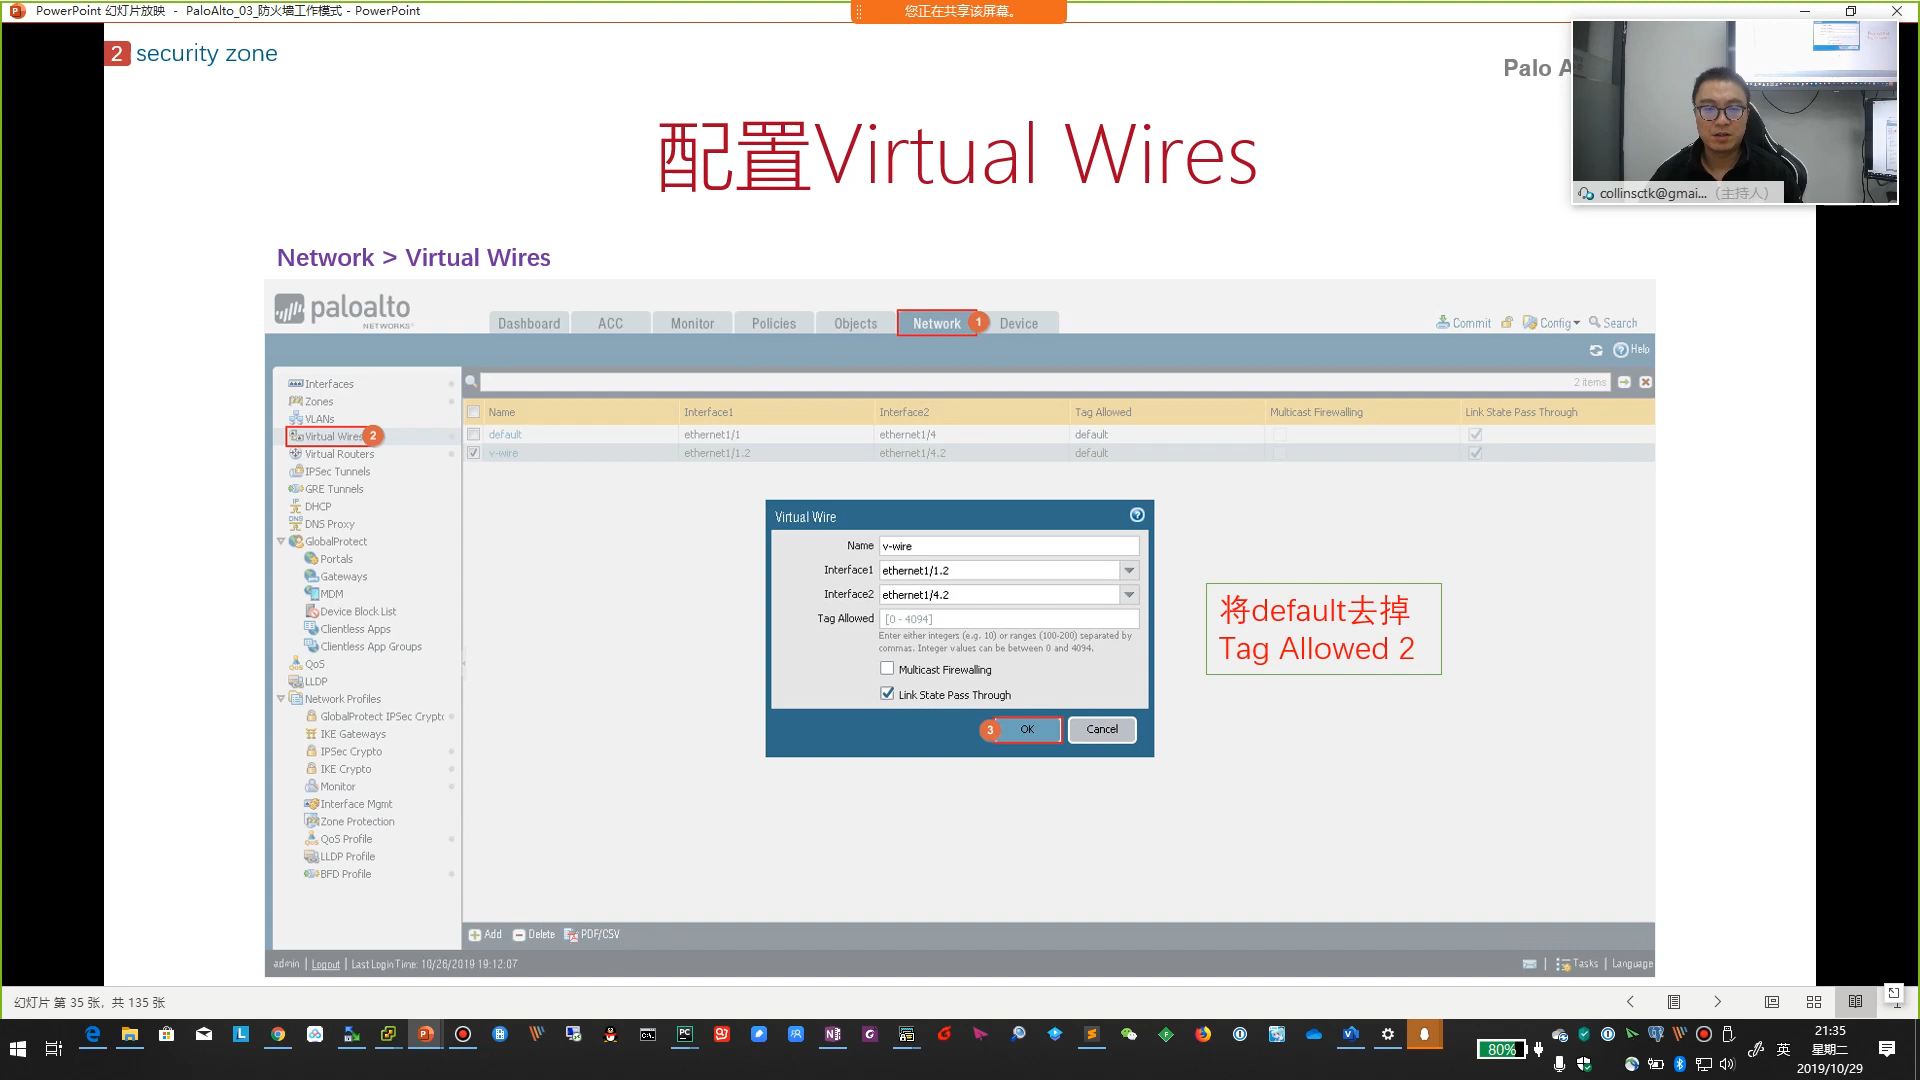 PowerPoint 幻灯片放映 - PaloAlto_03_防火墙工作模式 - PowerPoint
您正在共享该屏幕。
2 security zone
Palo A
collinsctk@gmai...（主持人）
配置Virtual Wires
Network > Virtual Wires
paloalto
NETWORKS
Dashboard ACC Monitor Policies Objects Network 1 Device
Commit Config Search
Help
Interfaces
Zones
VLANs
Virtual Wires 2
Virtual Routers
IPSec Tunnels
GRE Tunnels
DHCP
DNS Proxy
GlobalProtect
Portals
Gateways
MDM
Device Block List
Clientless Apps
Clientless App Groups
QoS
LLDP
Network Profiles
GlobalProtect IPSec Crypto
IKE Gateways
IPSec Crypto
IKE Crypto
Monitor
Interface Mgmt
Zone Protection
QoS Profile
LLDP Profile
BFD Profile
2 items
Name Interface1 Interface2 Tag Allowed Multicast Firewalling Link State Pass Through
default ethernet1/1 ethernet1/4 default
v-wire ethernet1/1.2 ethernet1/4.2 default
Virtual Wire
Name v-wire
Interface1 ethernet1/1.2
Interface2 ethernet1/4.2
Tag Allowed [0 - 4094]
Enter either integers (e.g. 10) or ranges (100-200) separated by
commas. Integer values can be between 0 and 4094.
Multicast Firewalling
Link State Pass Through
3 OK Cancel
将default去掉
Tag Allowed 2
Add Delete PDF/CSV
admin | Logout | Last Login Time: 10/26/2019 19:12:07
Tasks | Language
幻灯片 第 35 张，共 135 张
80%
英
21:35
星期二
2019/10/29